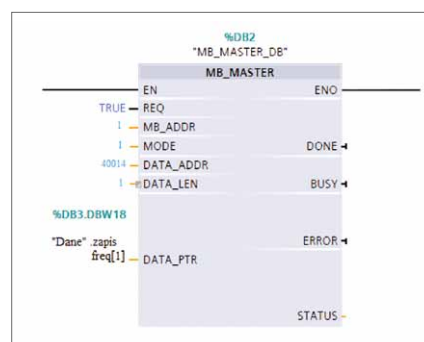 %DB2
"MB_MASTER_DB"
MB_MASTER
EN ENO
TRUE REQ
1 MB_ADDR
1 MODE DONE
40014 DATA_ADDR
1 DATA_LEN BUSY
%DB3.DBW18
"Dane" .zapis ERROR
freq[1] DATA_PTR
STATUS